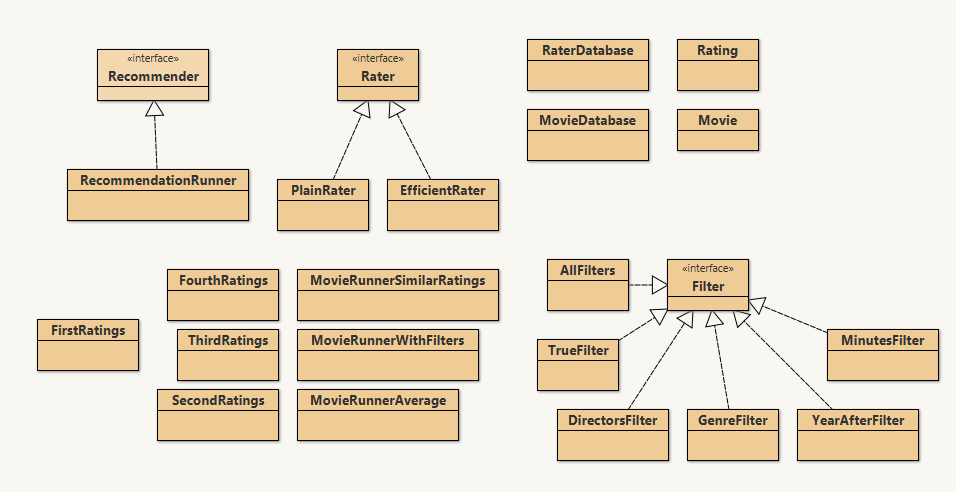 «interface»
Recommender
«interface»
Rater
RaterDatabase
Rating
MovieDatabase
Movie
RecommendationRunner
PlainRater
EfficientRater
AllFilters
«interface»
Filter
FourthRatings
MovieRunnerSimilarRatings
FirstRatings
ThirdRatings
MovieRunnerWithFilters
TrueFilter
MinutesFilter
SecondRatings
MovieRunnerAverage
DirectorsFilter
GenreFilter
YearAfterFilter